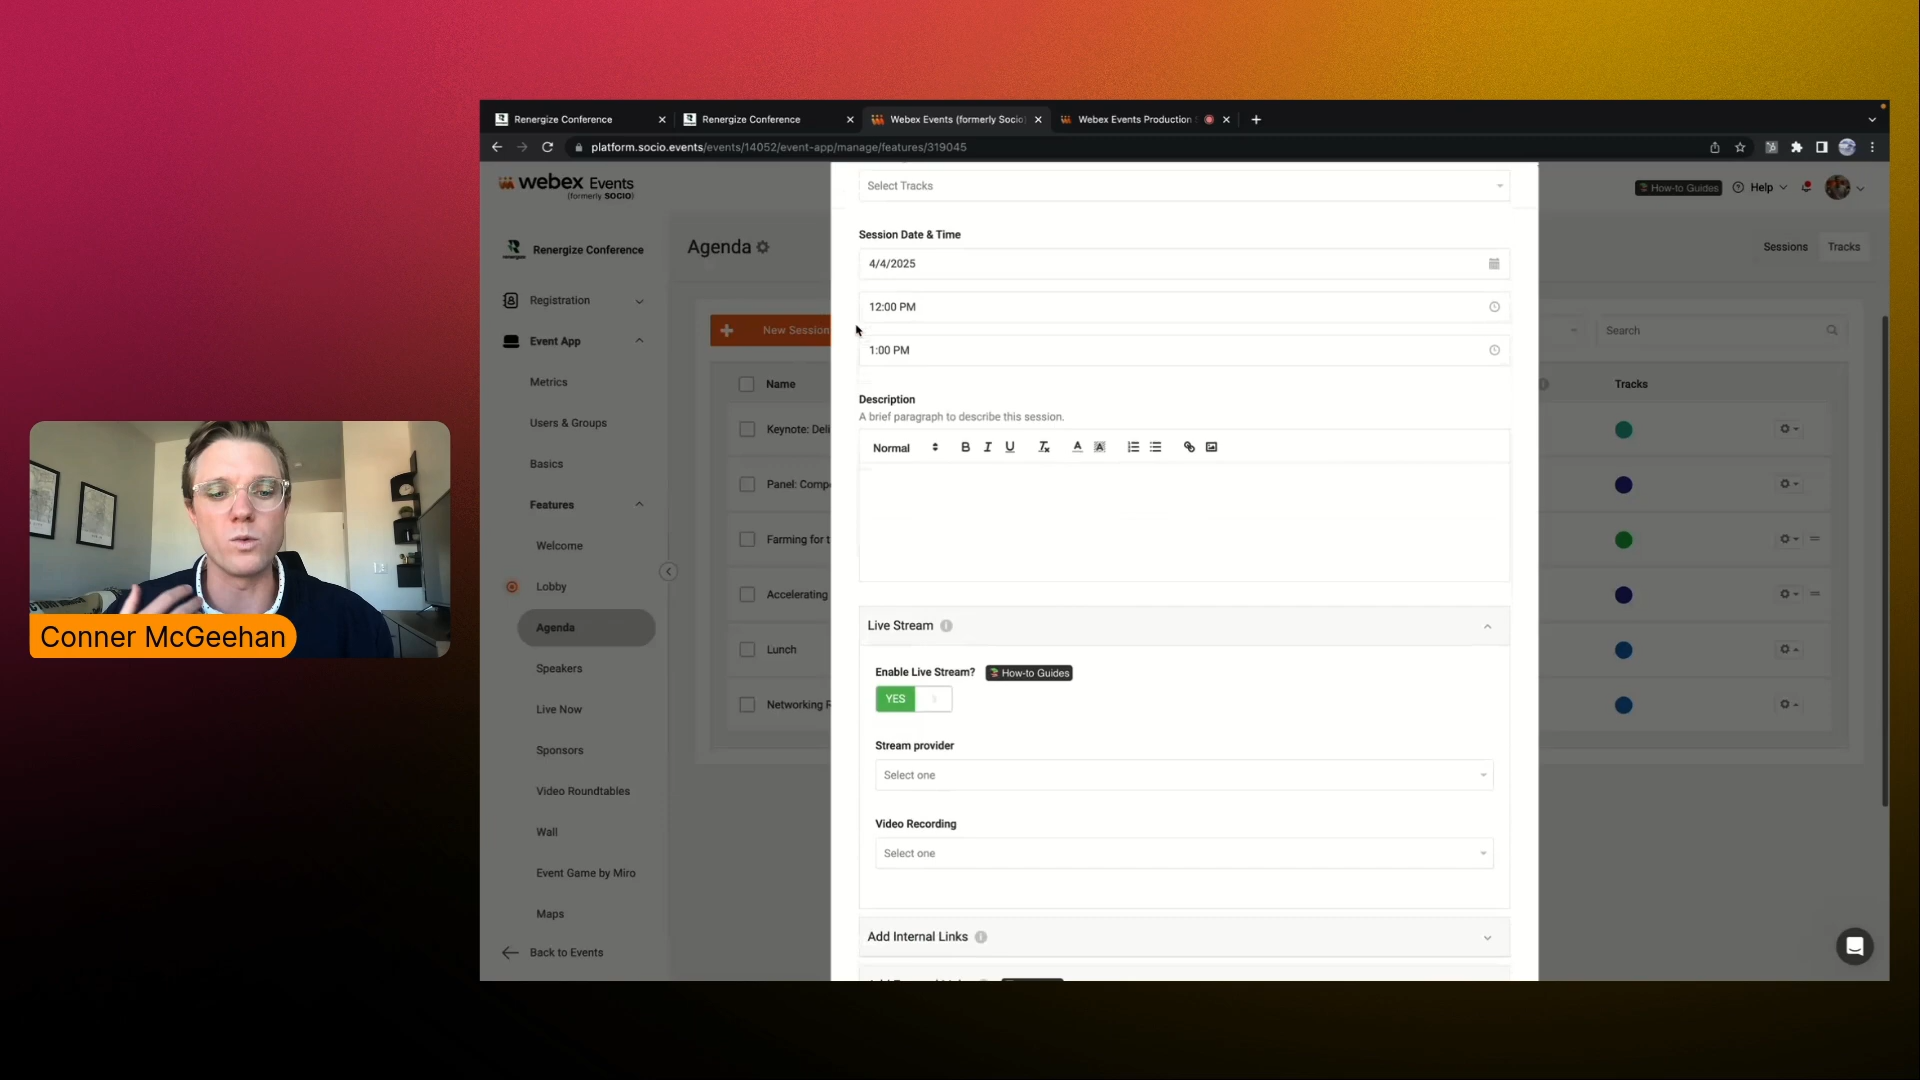 Renergize Conference
Renergize Conference
Webex Events (formerly Socio
Webex Events Production
platform.socio.events/events/14052/event-app/manage/features/319045
webex Events
(formerly SOCIO)
How-to Guides
Help
Renergize Conference
Registration
Event App
Metrics
Users & Groups
Basics
Features
Welcome
Lobby
Agenda
Speakers
Live Now
Sponsors
Video Roundtables
Wall
Event Game by Miro
Maps
Back to Events
Agenda
Sessions
Tracks
New Session
Search
Name
Tracks
Keynote: Deli
Panel: Comp
Farming for t
Accelerating
Lunch
Networking R
Select Tracks
Session Date & Time
4/4/2025
12:00 PM
1:00 PM
Description
A brief paragraph to describe this session.
Normal
B I U
Live Stream
Enable Live Stream?
How-to Guides
YES
Stream provider
Select one
Video Recording
Select one
Add Internal Links
Conner McGeehan